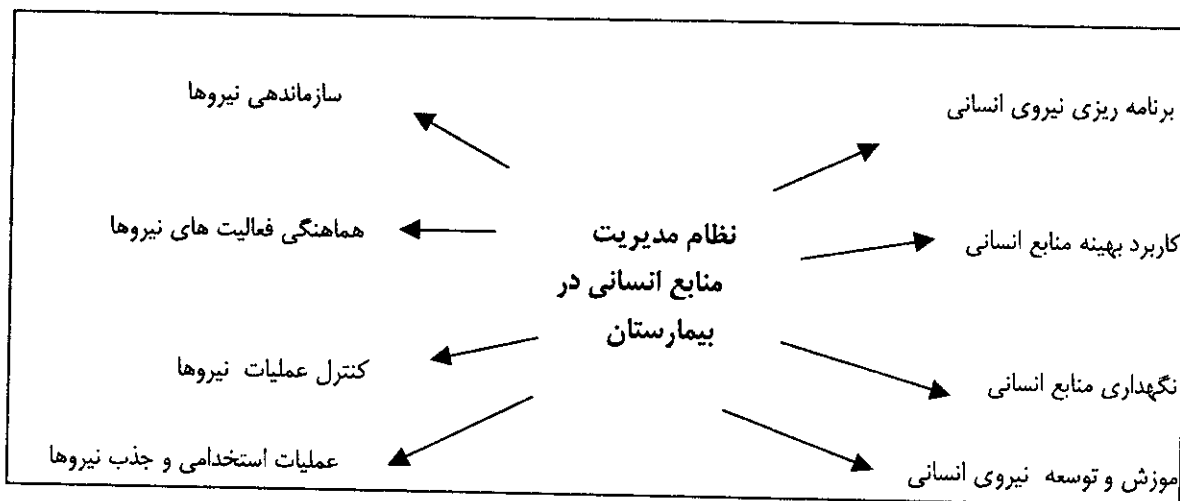 برنامه ریزی نیروی انسانی
سازماندهی نیروها
کاربرد بهینه منابع انسانی
هماهنگی فعالیت های نیروها
نظام مدیریت
منابع انسانی در
بیمارستان
نگهداری منابع انسانی
کنترل عملیات نیروها
موزش و توسعه نیروی انسانی
عملیات استخدامی و جذب نیروها